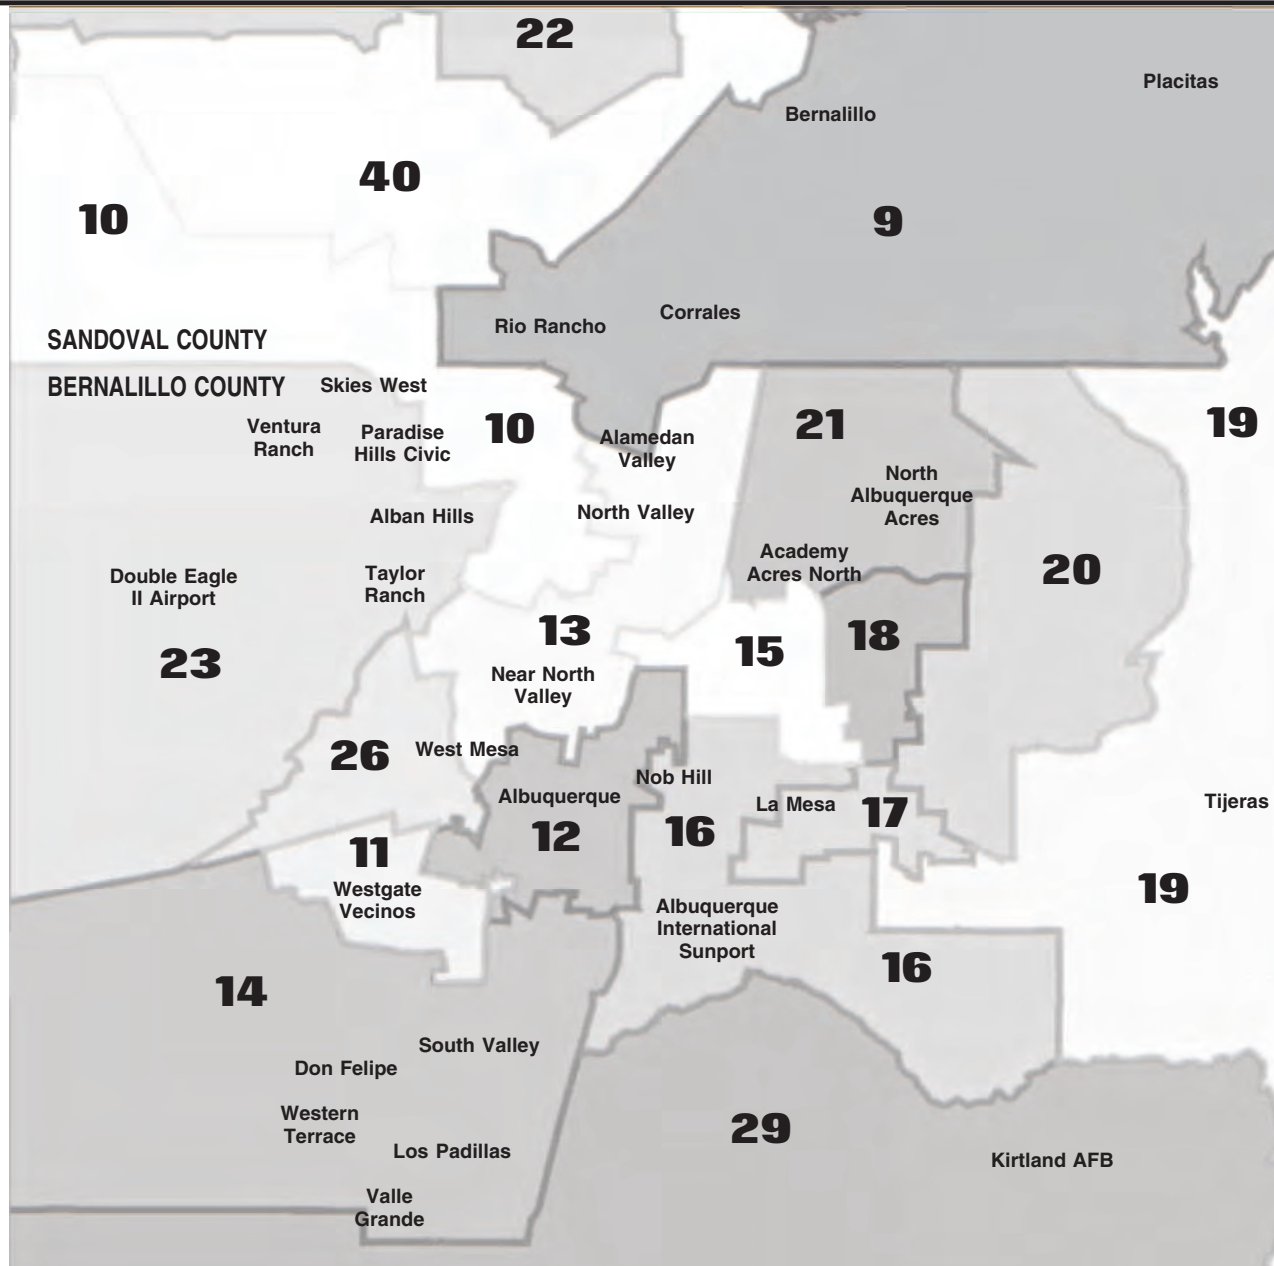 22
Placitas
Bernalillo
40
10
9
Rio Rancho
Corrales
SANDOVAL COUNTY
BERNALILLO COUNTY
Skies West
Ventura
Ranch
Paradise
Hills Civic
10
Alamedan
Valley
21
19
North
Albuquerque
Acres
Alban Hills
North Valley
Double Eagle
II Airport
Taylor
Ranch
Academy
Acres North
20
13
15
18
23
Near North
Valley
26
West Mesa
Nob Hill
Albuquerque
La Mesa
17
Tijeras
12
16
11
Westgate
Vecinos
19
Albuquerque
International
Sunport
16
14
South Valley
Don Felipe
Western
Terrace
29
Los Padillas
Kirtland AFB
Valle
Grande